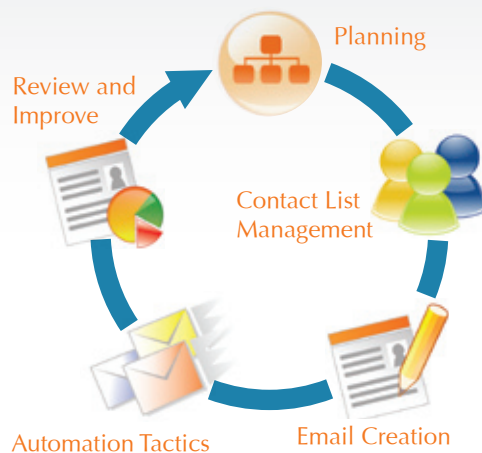 Planning
Contact List
Management
Email Creation
Automation Tactics
Review and
Improve